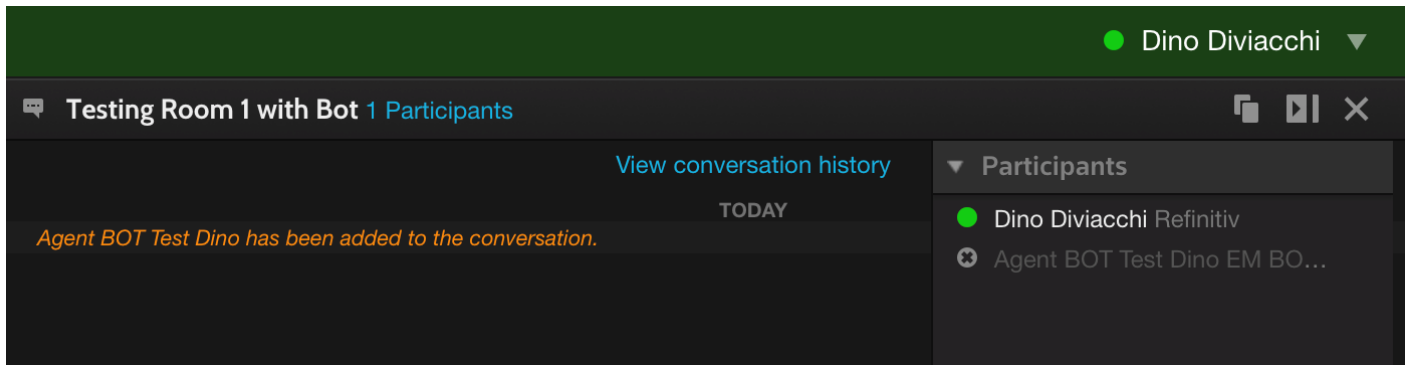 Dino Diviacchi
Testing Room 1 with Bot 1 Participants
View conversation history
TODAY
Agent BOT Test Dino has been added to the conversation.
Participants
Dino Diviacchi Refinitiv
Agent BOT Test Dino EM BO...